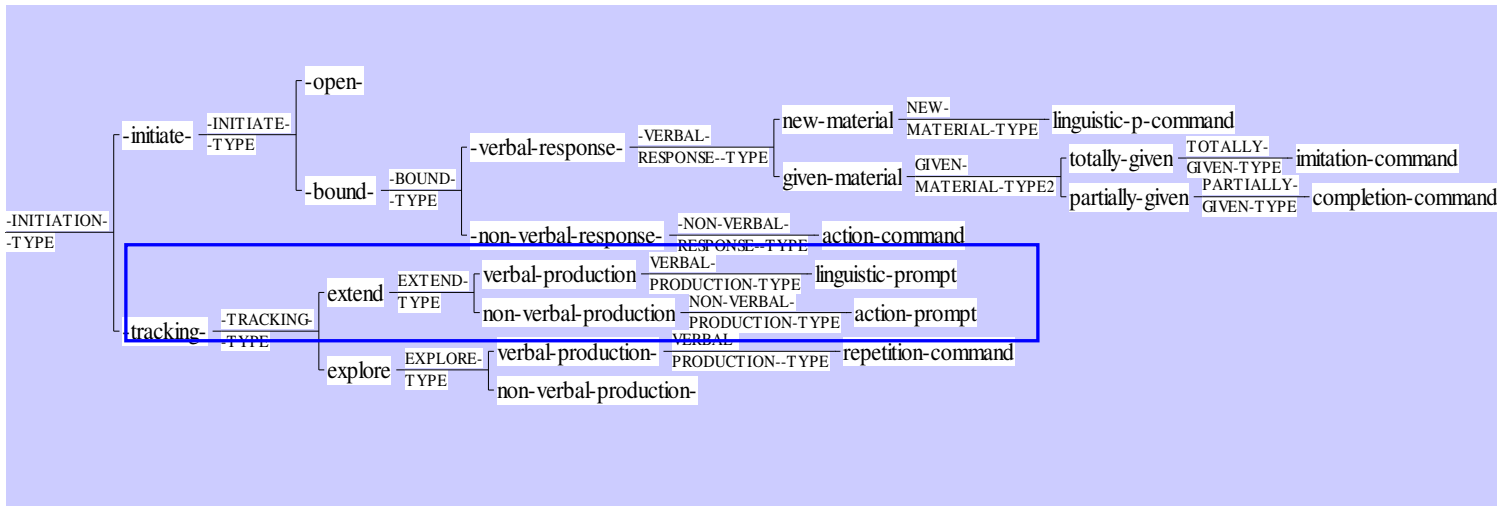 -open-
-INITIATE-
-initiate-
-TYPE
NEW-
new-material
linguistic-p-command
MATERIAL-TYPE
-VERBAL-
-verbal-response-
RESPONSE--TYPE
TOTALLY-
totally-given
imitation-command
GIVEN-TYPE
GIVEN-
given-material
MATERIAL-TYPE2
-BOUND-
-bound-
-TYPE
PARTIALLY-
partially-given
completion-command
GIVEN-TYPE
-INITIATION-
-TYPE
-NON-VERBAL-
-non-verbal-response-
action-command
RESPONSE--TYPE
VERBAL-
verbal-production
linguistic-prompt
PRODUCTION-TYPE
EXTEND-
extend
TYPE
NON-VERBAL-
non-verbal-production
action-prompt
PRODUCTION-TYPE
-TRACKING-
-tracking-
-TYPE
VERBAL-
verbal-production-
repetition-command
PRODUCTION--TYPE
EXPLORE-
explore
TYPE
non-verbal-production-